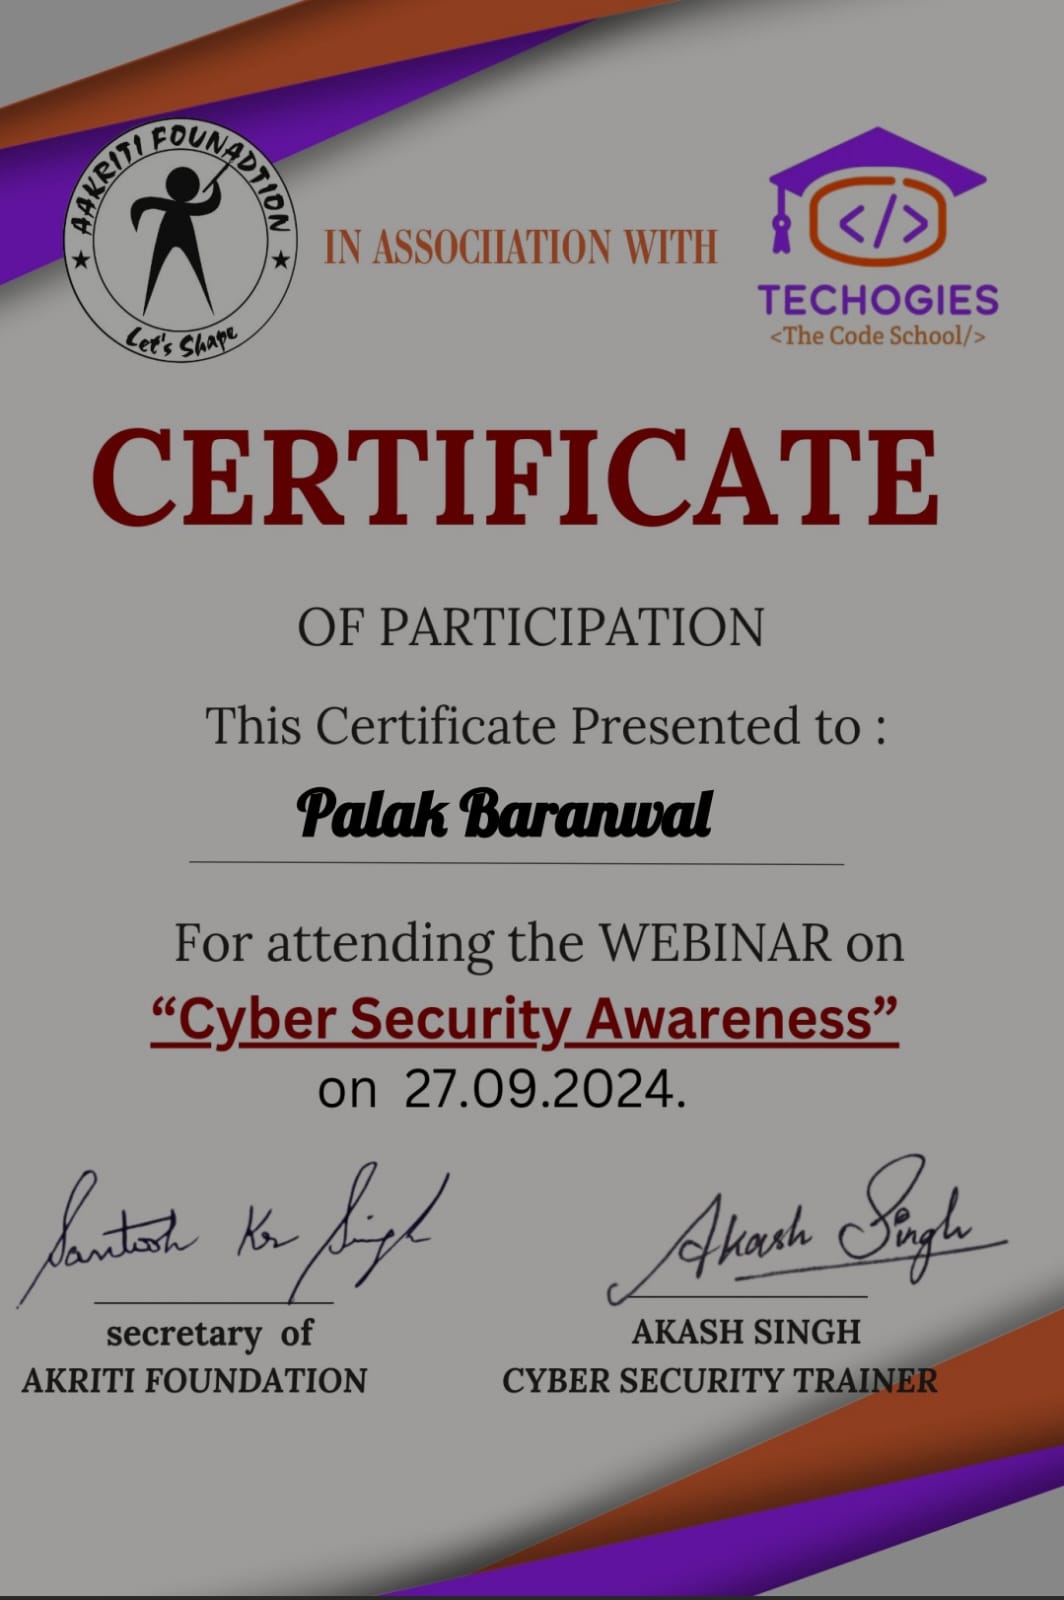 AAKRITI FOUNADTION
Let's Shape
IN ASSOCIIATION WITH
TECHOGIES
<The Code School/>
CERTIFICATE
OF PARTICIPATION
This Certificate Presented to :
Palak Baranwal
For attending the WEBINAR on
“Cyber Security Awareness”
on 27.09.2024.
Santosh Kr Singh
Akash Singh
secretary of
AKRITI FOUNDATION
AKASH SINGH
CYBER SECURITY TRAINER